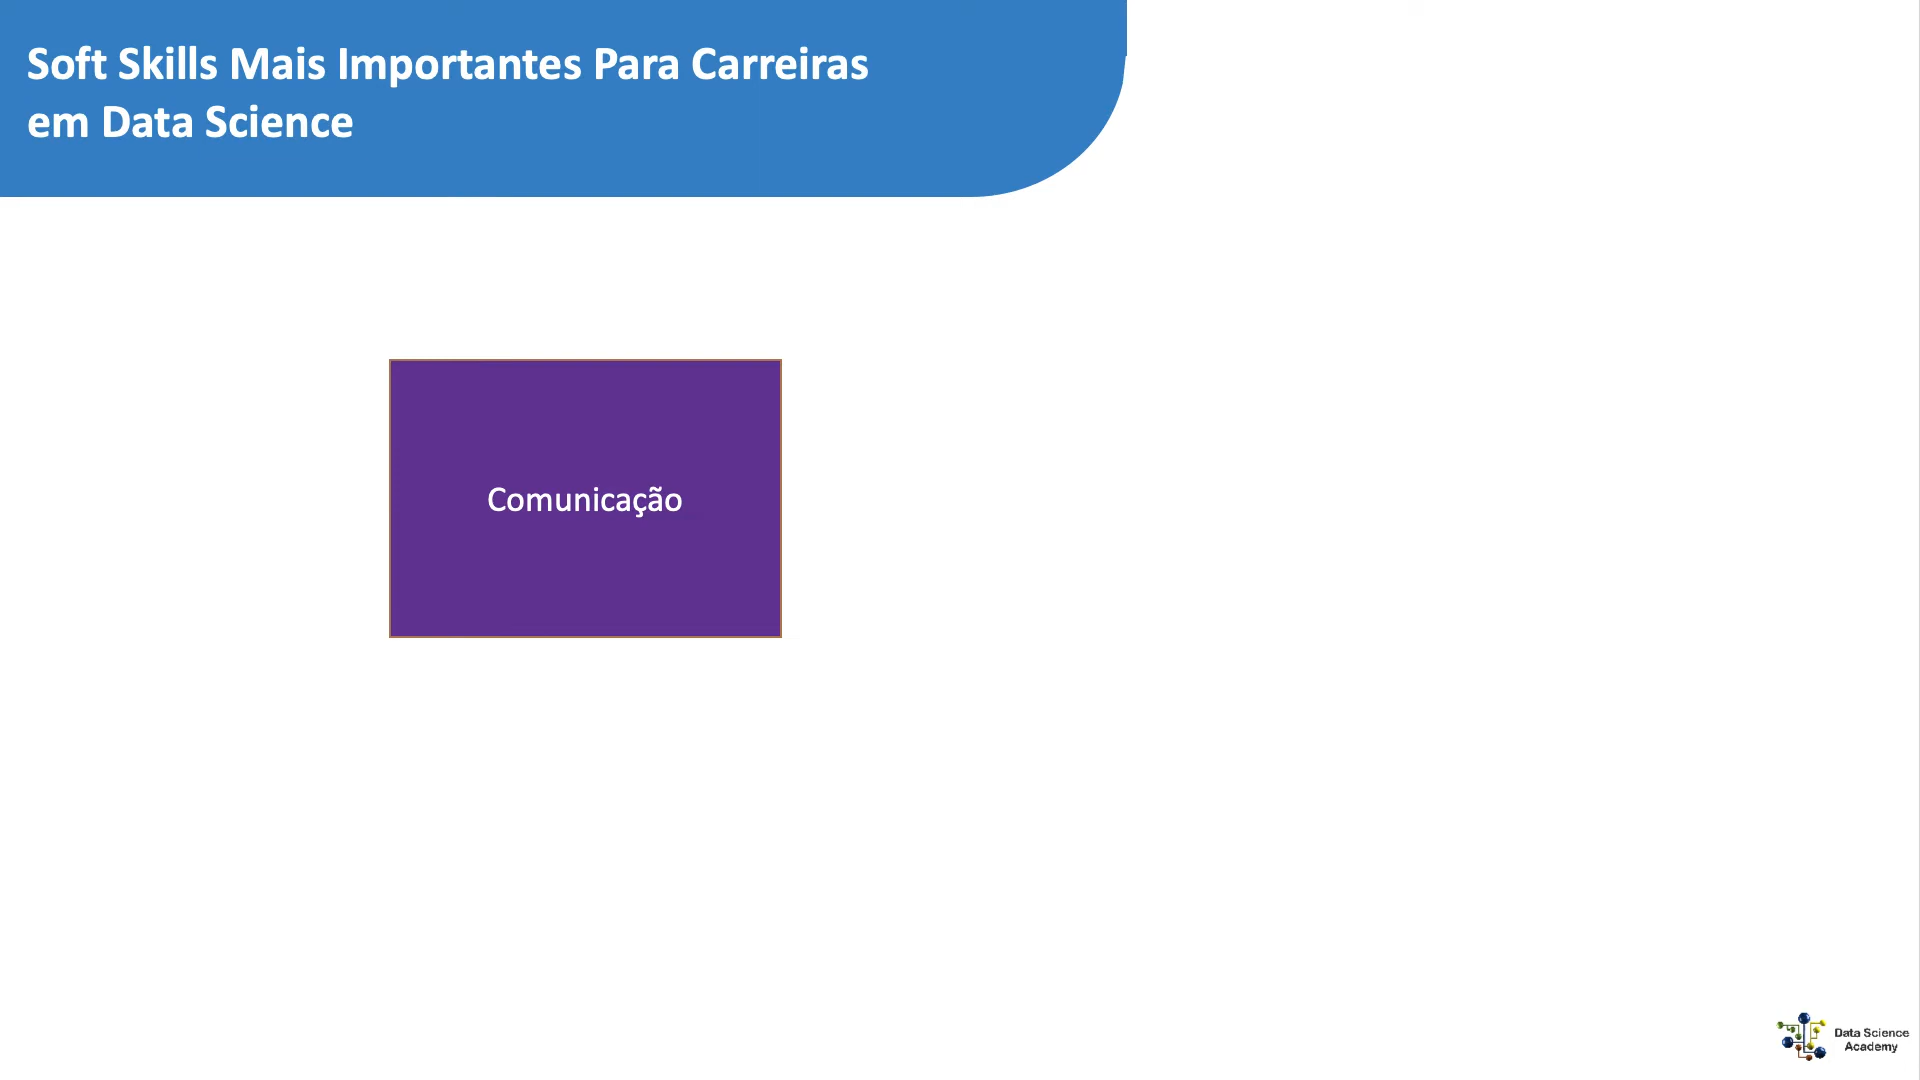 Soft Skills Mais Importantes Para Carreiras
em Data Science
Comunicação
Data Science
Academy